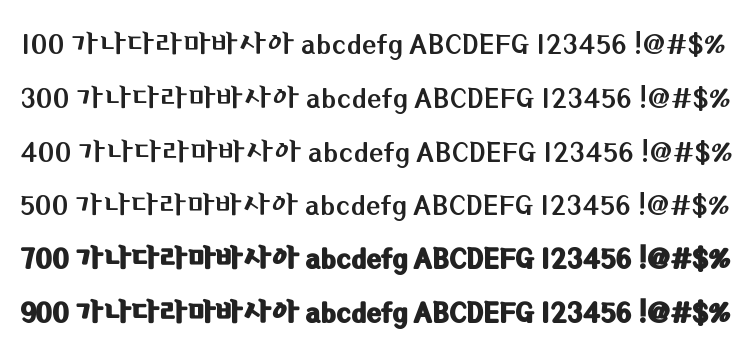 100 가나다라마바사아 abcdefg ABCDEFG 123456 !@#$%
300 가나다라마바사아 abcdefg ABCDEFG 123456 !@#$%
400 가나다라마바사아 abcdefg ABCDEFG 123456 !@#$%
500 가나다라마바사아 abcdefg ABCDEFG 123456 !@#$%
700 가나다라마바사아 abcdefg ABCDEFG 123456 !@#$%
900 가나다라마바사아 abcdefg ABCDEFG 123456 !@#$%